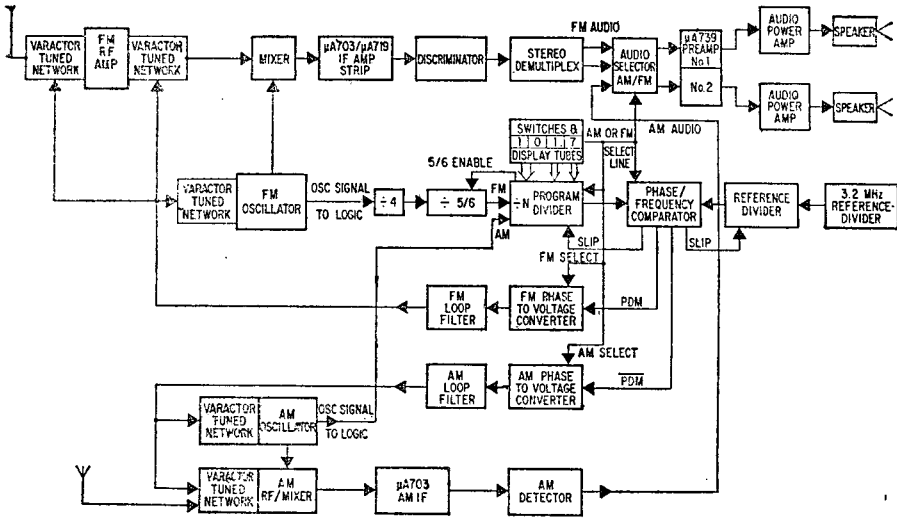 FM AUDIO
VARACTOR
TUNED
NETWORK
FM
RF
AMP
VARACTOR
TUNED
NETWORK
MIXER
µA703/µA719
IF AMP
STRIP
DISCRIMINATOR
STEREO
DEMULTIPLEX
AUDIO
SELECTOR
AM/FM
µA739
PREAMP
No.1
No.2
AUDIO
POWER
AMP
SPEAKER
AUDIO
POWER
AMP
SPEAKER
SWITCHES &
1 0 1 7
DISPLAY TUBES
AM OR FM
SELECT
LINE
AM AUDIO
5/6 ENABLE
VARACTOR
TUNED
NETWORK
FM
OSCILLATOR
OSC SIGNAL
TO LOGIC
÷4
÷ 5/6
FM
AM
÷N PROGRAM
DIVIDER
PHASE/
FREQUENCY
COMPARATOR
REFERENCE
DIVIDER
3.2 MHz
REFERENCE-
DIVIDER
SLIP
SLIP
FM SELECT
FM
LOOP
FILTER
FM PHASE
TO VOLTAGE
CONVERTER
PDM
AM SELECT
AM
LOOP
FILTER
AM PHASE
TO VOLTAGE
CONVERTER
PDM
VARACTOR
TUNED
NETWORK
AM
OSCILLATOR
OSC SIGNAL
TO LOGIC
VARACTOR
TUNED
NETWORK
AM
RF/MIXER
µA703
AM IF
AM
DETECTOR